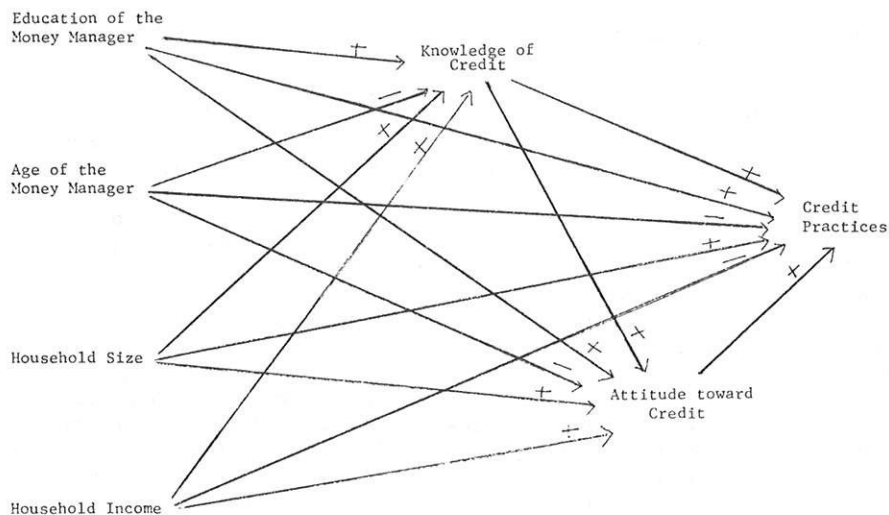 Education of the
Money Manager
+
Knowledge of
Credit
—
+
+
Age of the
Money Manager
+
+
—
Credit
Practices
+
—
+
Household Size
+
+
—
+
Attitude toward
Credit
+
Household Income